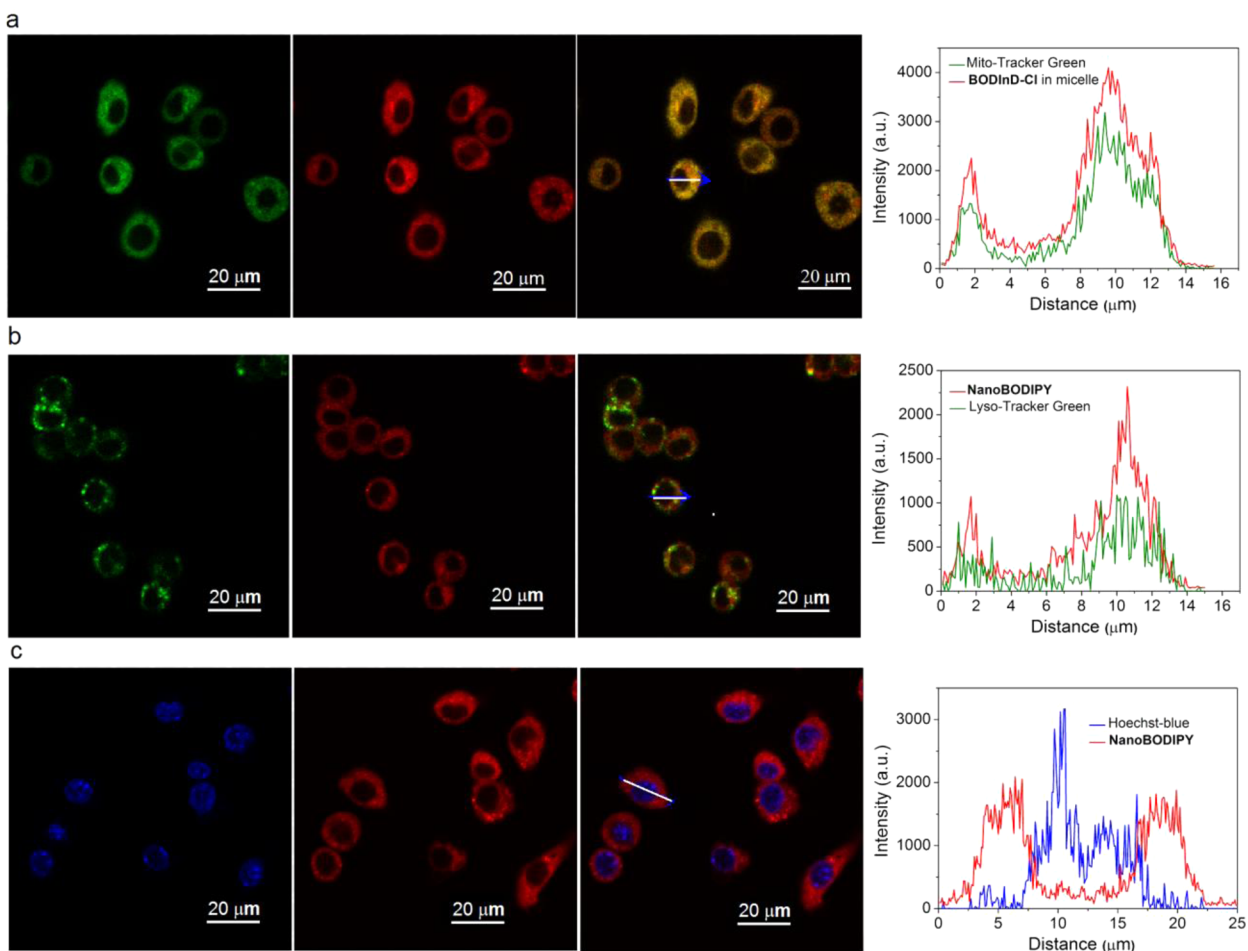 a
20 μm
20 μm
20 μm
Mito-Tracker Green
BODInD-Cl in micelle
Intensity (a.u.)
4000
3000
2000
1000
0
0 2 4 6 8 10 12 14 16
Distance (μm)
b
20 μm
20 μm
20 μm
NanoBODIPY
Lyso-Tracker Green
Intensity (a.u.)
2500
2000
1500
1000
500
0
0 2 4 6 8 10 12 14 16
Distance (μm)
c
20 μm
20 μm
20 μm
Hoechst-blue
NanoBODIPY
Intensity (a.u.)
3000
2000
1000
0
0 5 10 15 20 25
Distance (μm)